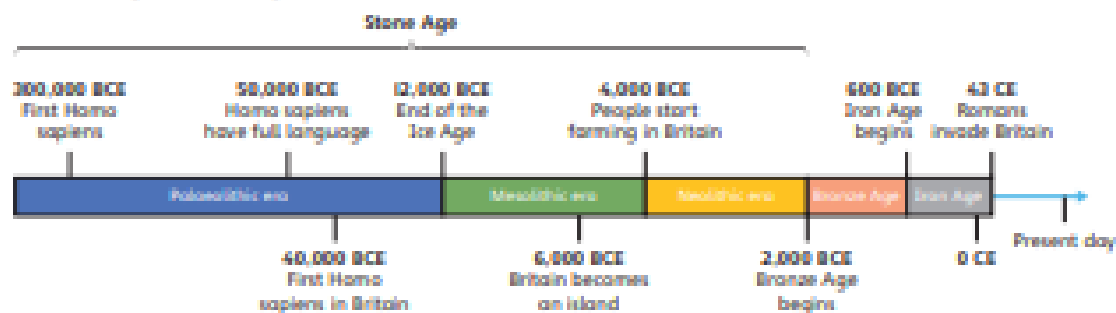 Stone Age
300,000 BCE
First Homo
sapiens
50,000 BCE
Homo sapiens
have full language
12,000 BCE
End of the
Ice Age
4,000 BCE
People start
farming in Britain
600 BCE
Iron Age
begins
43 CE
Romans
invade Britain
Palaeolithic era
Mesolithic era
Neolithic era
Bronze Age
Iron Age
40,000 BCE
First Homo
sapiens in Britain
6,000 BCE
Britain becomes
an island
2,000 BCE
Bronze Age
begins
0 CE
Present day